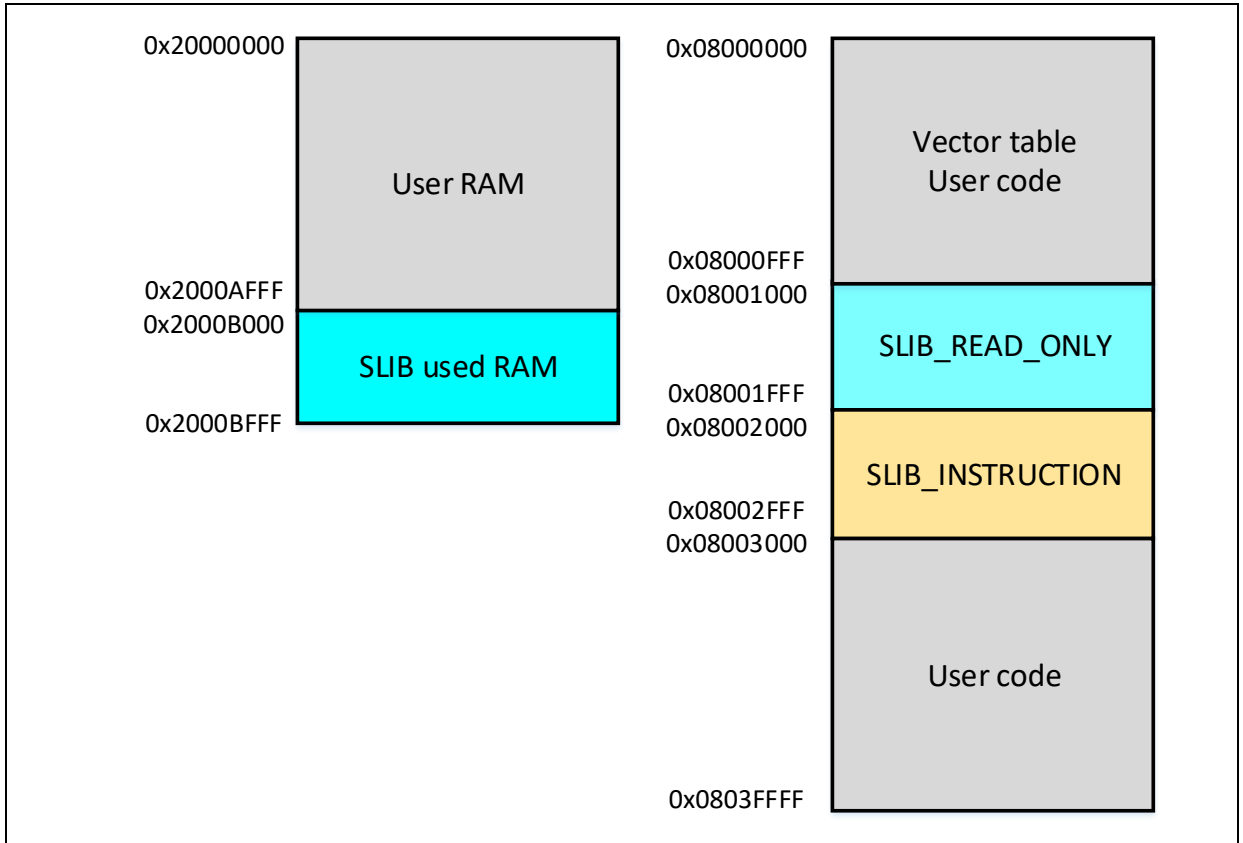 0x20000000
User RAM
0x2000AFFF
0x2000B000
SLIB used RAM
0x2000BFFF
0x08000000
Vector table
User code
0x08000FFF
0x08001000
SLIB_READ_ONLY
0x08001FFF
0x08002000
SLIB_INSTRUCTION
0x08002FFF
0x08003000
User code
0x0803FFFF